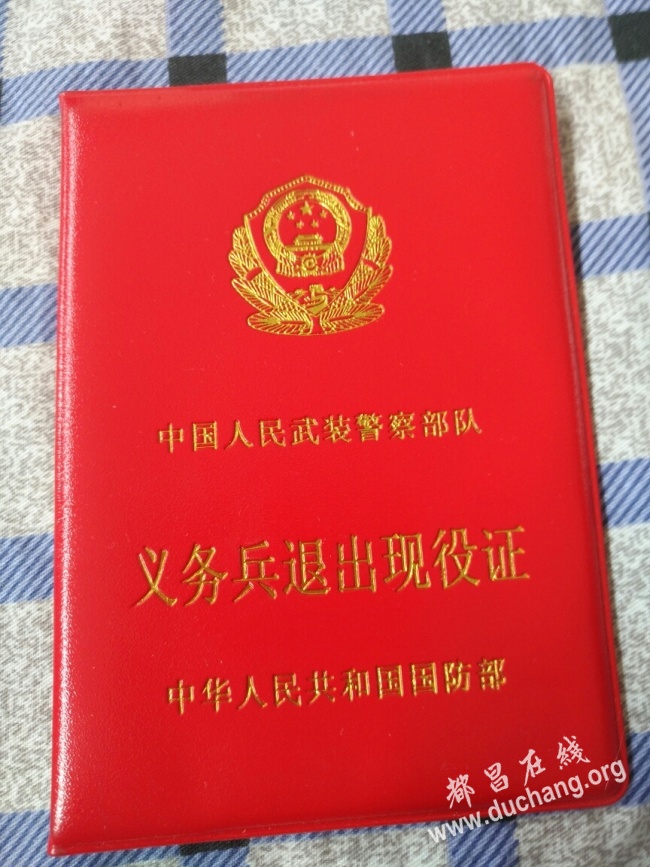 中国人民武装警察部队
义务兵退出现役证
中华人民共和国国防部
都昌在线
www.duchang.org